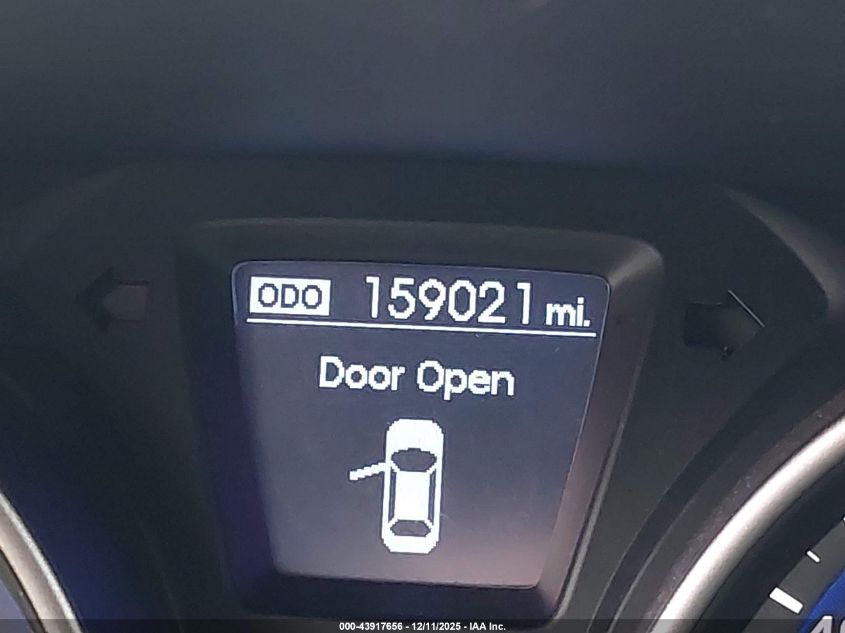 ODO 159021 mi.
Door Open
000-43917656 - 12/11/2025 - IAA Inc.